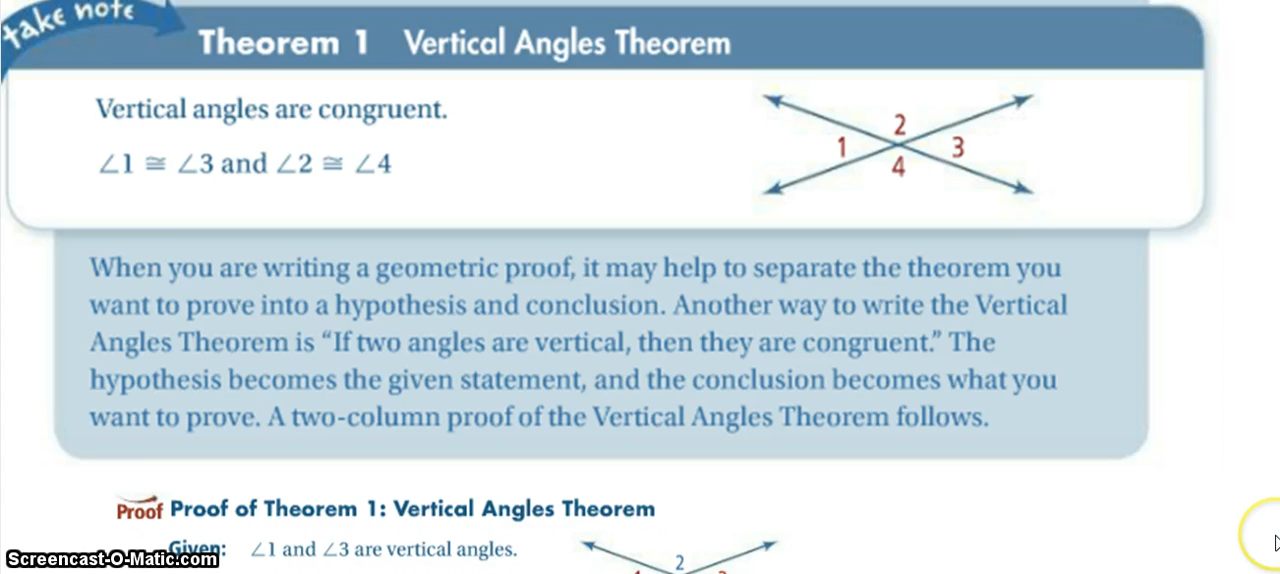 take note
Theorem 1 Vertical Angles Theorem
Vertical angles are congruent.
∠1 ≅ ∠3 and ∠2 ≅ ∠4
2
1 3
4
When you are writing a geometric proof, it may help to separate the theorem you
want to prove into a hypothesis and conclusion. Another way to write the Vertical
Angles Theorem is “If two angles are vertical, then they are congruent.” The
hypothesis becomes the given statement, and the conclusion becomes what you
want to prove. A two-column proof of the Vertical Angles Theorem follows.
Proof Proof of Theorem 1: Vertical Angles Theorem
Given: ∠1 and ∠3 are vertical angles.
2
Screencast-O-Matic.com